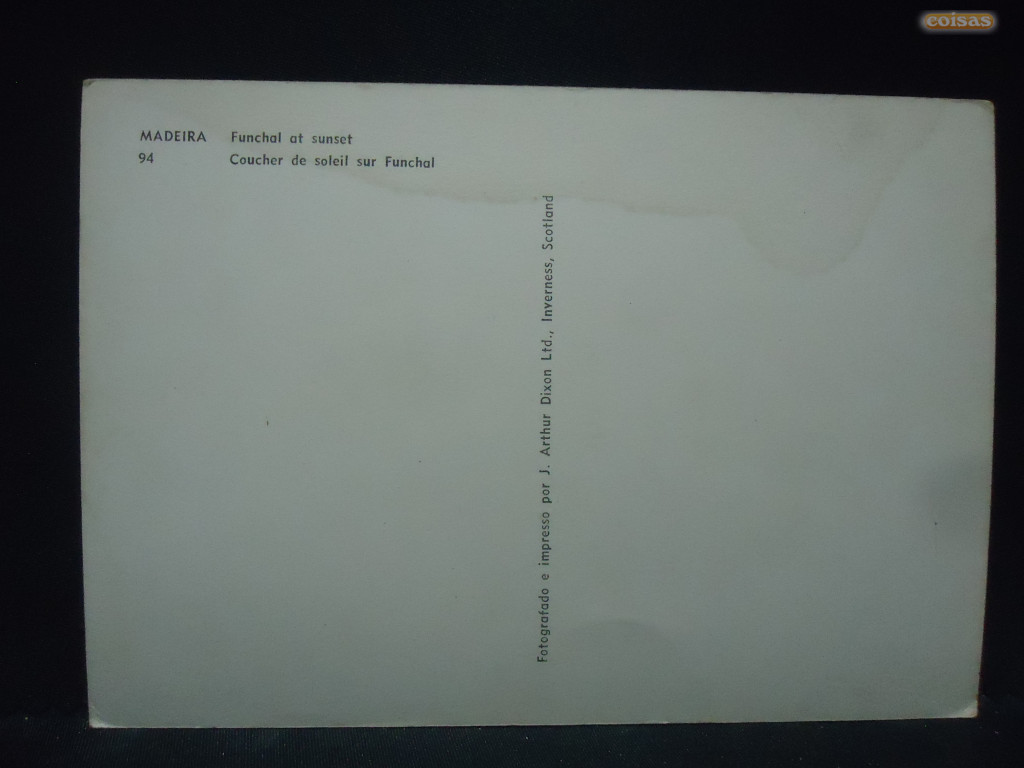 coisas
MADEIRA Funchal at sunset
94 Coucher de soleil sur Funchal
Fotografado e impresso por J. Arthur Dixon Ltd., Inverness, Scotland